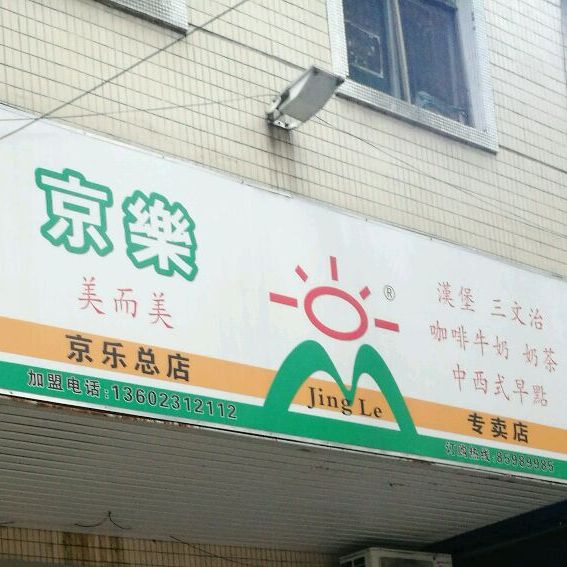 京樂
美而美
京乐总店
加盟电话:13602312112
®
Jing Le
漢堡 三文治
咖啡牛奶 奶茶
中西式早點
专卖店
订购热线:85989985